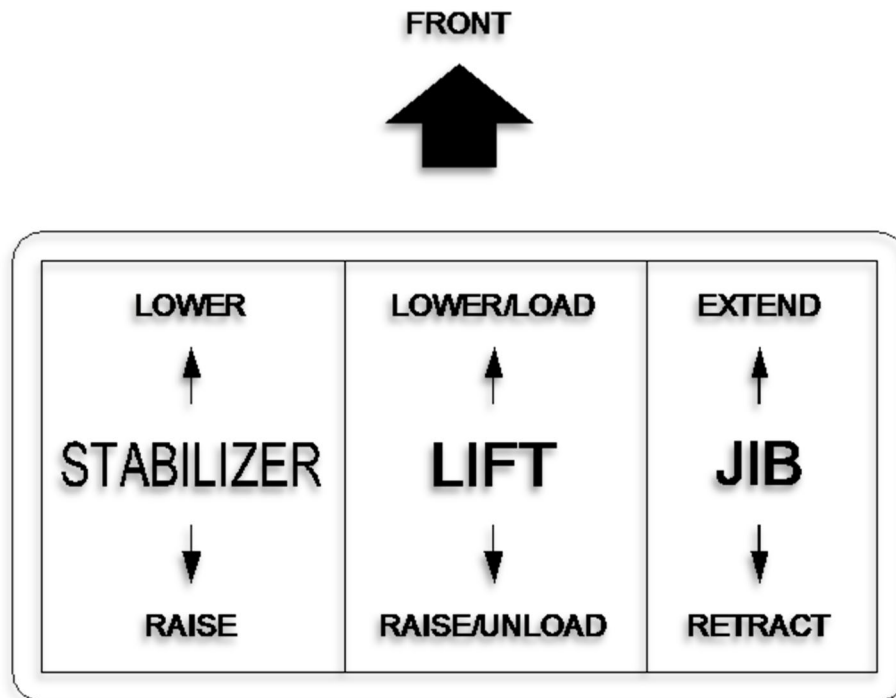 FRONT
LOWER
LOWER/LOAD
EXTEND
STABILIZER
LIFT
JIB
RAISE
RAISE/UNLOAD
RETRACT